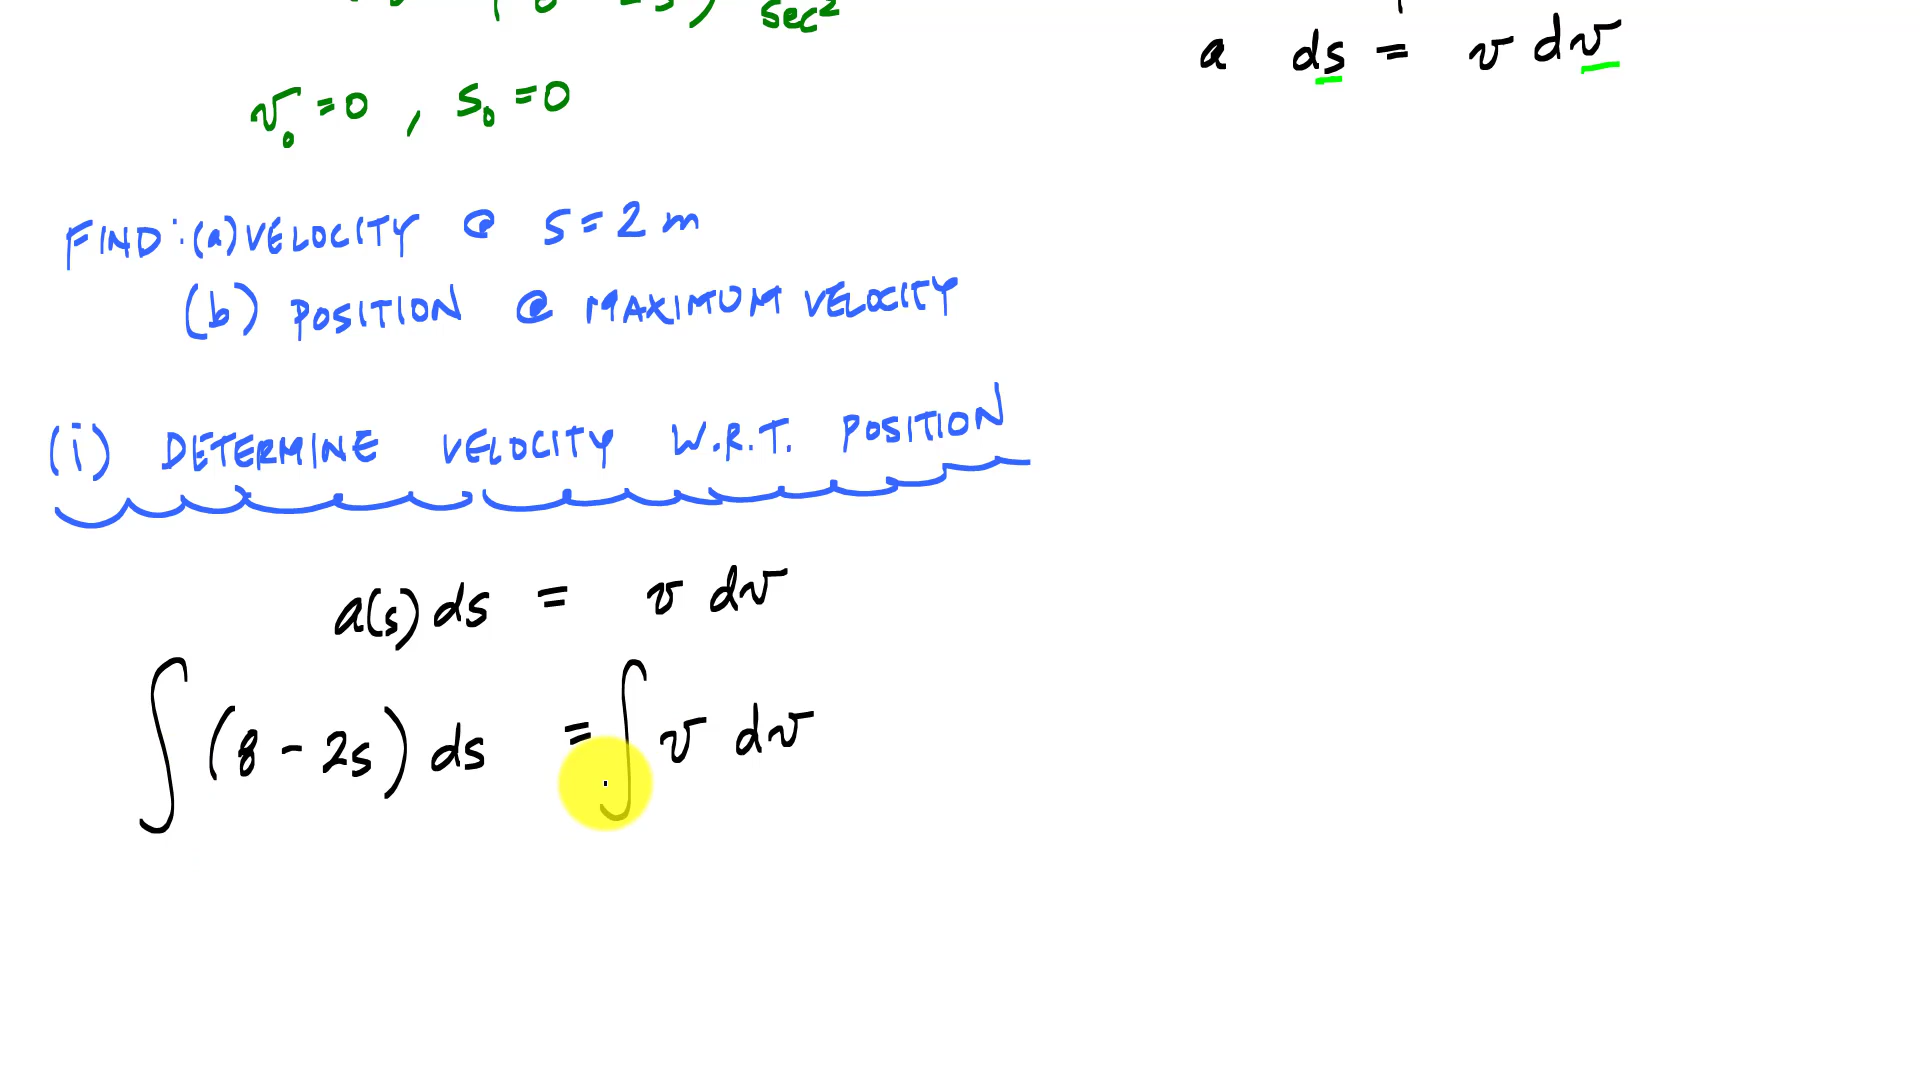 sec²
a ds = v dv
v₀ = 0 , s₀ = 0
FIND: (a) VELOCITY @ s = 2 m
(b) POSITION @ MAXIMUM VELOCITY
(i) DETERMINE VELOCITY W.R.T. POSITION
a(s) ds = v dv
∫ (8 - 2s) ds = ∫ v dv